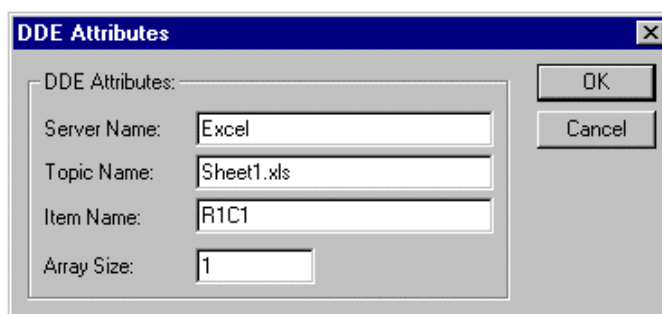 DDE Attributes
DDE Attributes:
Server Name: Excel
Topic Name: Sheet1.xls
Item Name: R1C1
Array Size: 1
OK
Cancel